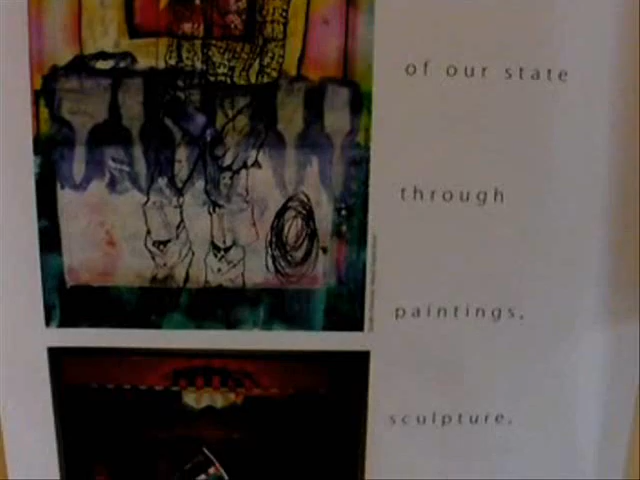 of our state
through
paintings,
sculpture,